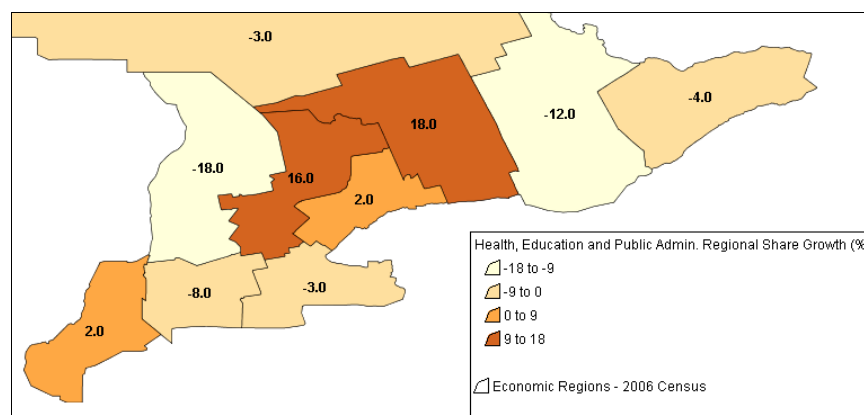 -3.0
-4.0
-12.0
18.0
-18.0
16.0
2.0
-8.0
-3.0
2.0
Health, Education and Public Admin. Regional Share Growth (%
-18 to -9
-9 to 0
0 to 9
9 to 18
Economic Regions - 2006 Census